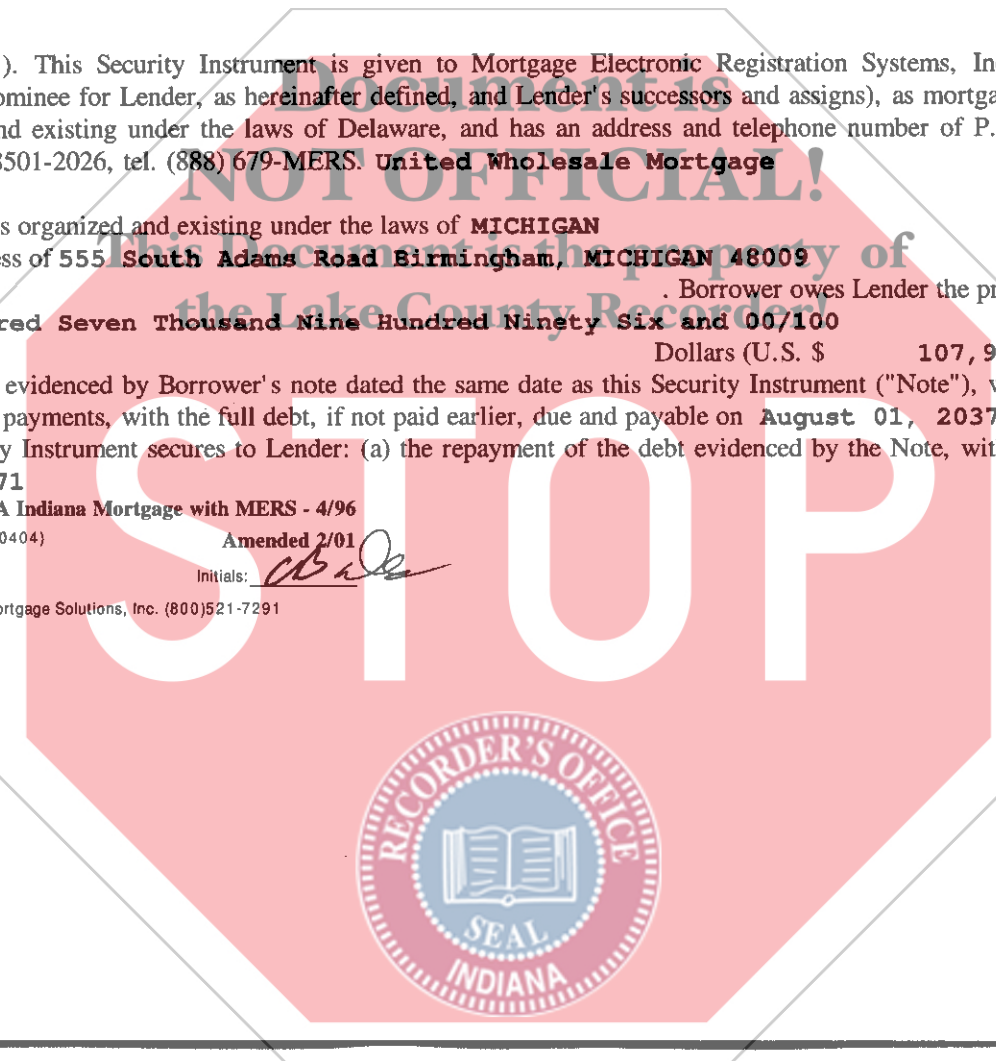 ). This Security Instrument is given to Mortgage Electronic Registration Systems, In
ominee for Lender, as hereinafter defined, and Lender's successors and assigns), as mortga
nd existing under the laws of Delaware, and has an address and telephone number of P.
8501-2026, tel. (888) 679-MERS. United Wholesale Mortgage
s organized and existing under the laws of MICHIGAN
ess of 555 South Adams Road Birmingham, MICHIGAN 48009
. Borrower owes Lender the pr
red Seven Thousand Nine Hundred Ninety Six and 00/100
Dollars (U.S. $ 107,9
evidenced by Borrower's note dated the same date as this Security Instrument ("Note"),
payments, with the full debt, if not paid earlier, due and payable on August 01, 2037
y Instrument secures to Lender: (a) the repayment of the debt evidenced by the Note, wit
71
A Indiana Mortgage with MERS - 4/96
0404) Amended 2/01
Initials:
ortgage Solutions, Inc. (800)521-7291
Document is
NOT OFFICIAL!
This Document is the property of
the Lake County Recorder!
STOP
RECORDER'S OFFICE
SEAL
INDIANA